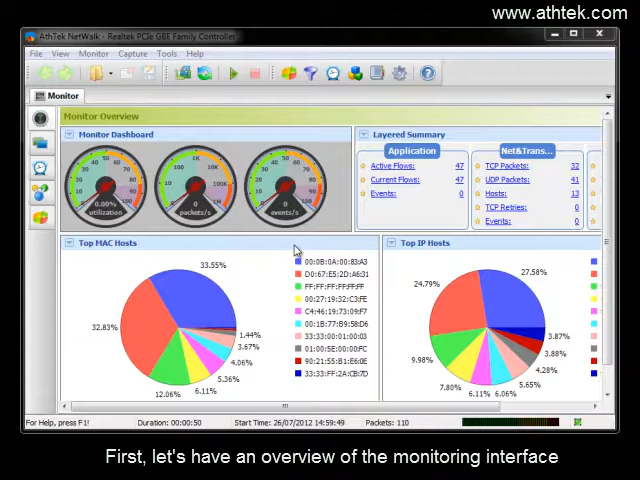 www.athtek.com
AthTek NetWalk - Realtek PCIe GBE Family Controller
File View Monitor Capture Tools Help
Monitor
Monitor Overview
Monitor Dashboard
Layered Summary
0.00%
utilization
0
packets/s
0
events/s
Application
Active Flows: 47
Current Flows: 47
Events: 0
Net&Trans...
TCP Packets: 32
UDP Packets: 41
Hosts: 13
TCP Retries: 0
Events: 0
Top MAC Hosts
33.55%
32.83%
12.06%
6.11%
5.36%
4.06%
3.67%
1.44%
00:0B:0A:00:83:A3
D0:67:E5:2D:A6:31
FF:FF:FF:FF:FF:FF
00:27:19:32:C3:FE
C4:46:19:73:09:F7
00:1B:77:B9:58:D6
33:33:00:01:00:03
01:00:5E:00:00:FC
90:21:55:B1:E6:0E
33:33:FF:2A:CB:7D
Top IP Hosts
27.58%
24.79%
9.98%
7.80%
6.11%
6.06%
5.65%
4.28%
3.88%
3.87%
For Help, press F1! Duration: 00:00:50 Start Time: 26/07/2012 14:59:49 Packets: 110
First, let's have an overview of the monitoring interface